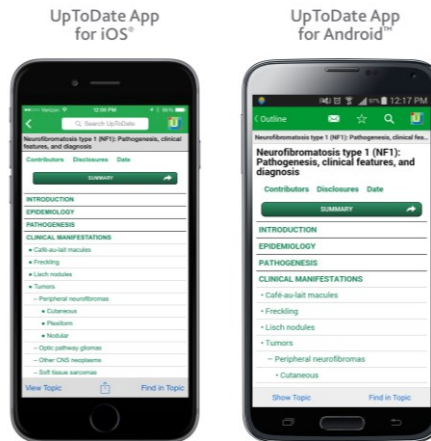 UpToDate App
for iOS®
Verizon 12:09 PM
Search UpToDate
Neurofibromatosis type 1 (NF1): Pathogenesis, clinical
features, and diagnosis
Contributors Disclosures Date
SUMMARY
INTRODUCTION
EPIDEMIOLOGY
PATHOGENESIS
CLINICAL MANIFESTATIONS
• Café-au-lait macules
• Freckling
• Lisch nodules
• Tumors
– Peripheral neurofibromas
• Cutaneous
• Plexiform
• Nodular
– Optic pathway gliomas
– Other CNS neoplasms
– Soft tissue sarcomas
View Topic Find in Topic
UpToDate App
for Android™
12:17 PM
Outline
Neurofibromatosis type 1 (NF1): Pathogenesis, clinical fea...
Neurofibromatosis type 1 (NF1):
Pathogenesis, clinical features, and
diagnosis
Contributors Disclosures Date
SUMMARY
INTRODUCTION
EPIDEMIOLOGY
PATHOGENESIS
CLINICAL MANIFESTATIONS
• Café-au-lait macules
• Freckling
• Lisch nodules
• Tumors
– Peripheral neurofibromas
• Cutaneous
Show Topic Find in Topic